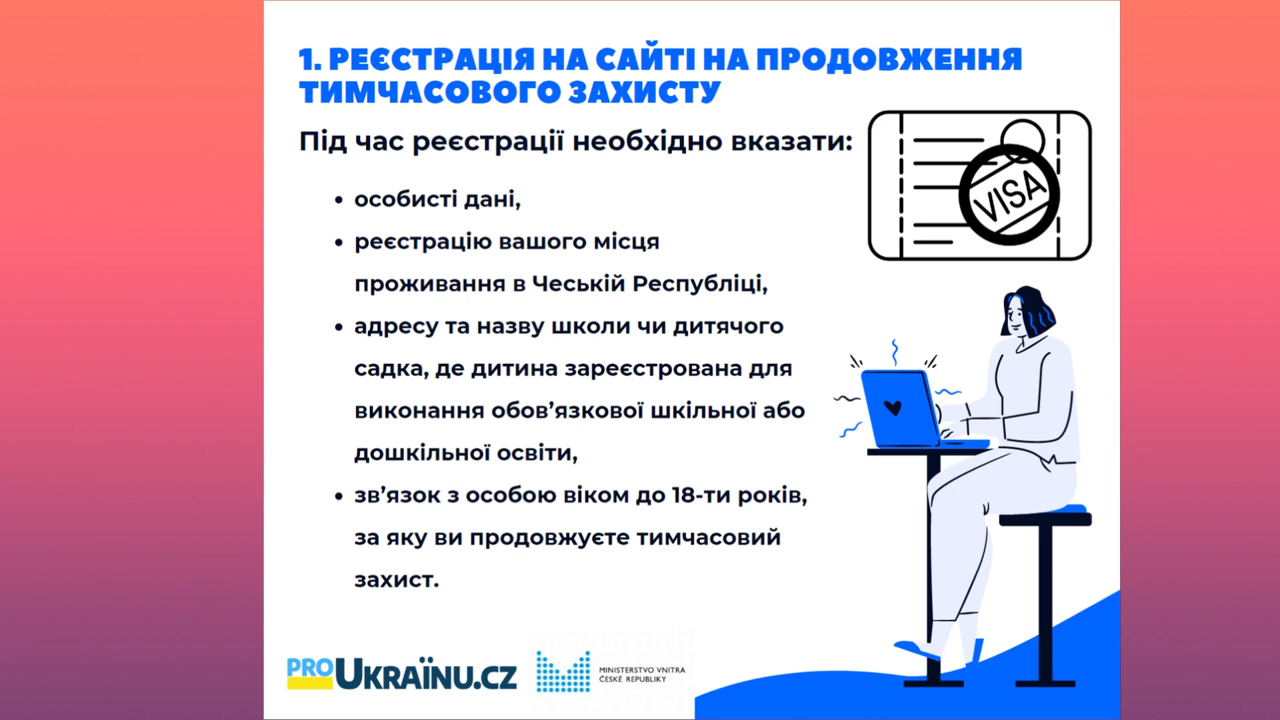 1. РЕЄСТРАЦІЯ НА САЙТІ НА ПРОДОВЖЕННЯ
ТИМЧАСОВОГО ЗАХИСТУ
Під час реєстрації необхідно вказати:
• особисті дані,
• реєстрацію вашого місця
проживання в Чеській Республіці,
• адресу та назву школи чи дитячого
садка, де дитина зареєстрована для
виконання обов’язкової шкільної або
дошкільної освіти,
• зв’язок з особою віком до 18-ти років,
за яку ви продовжуєте тимчасовий
захист.
VISA
PRO UKRAÏNU.CZ
MINISTERSTVO VNITRA
ČESKÉ REPUBLIKY